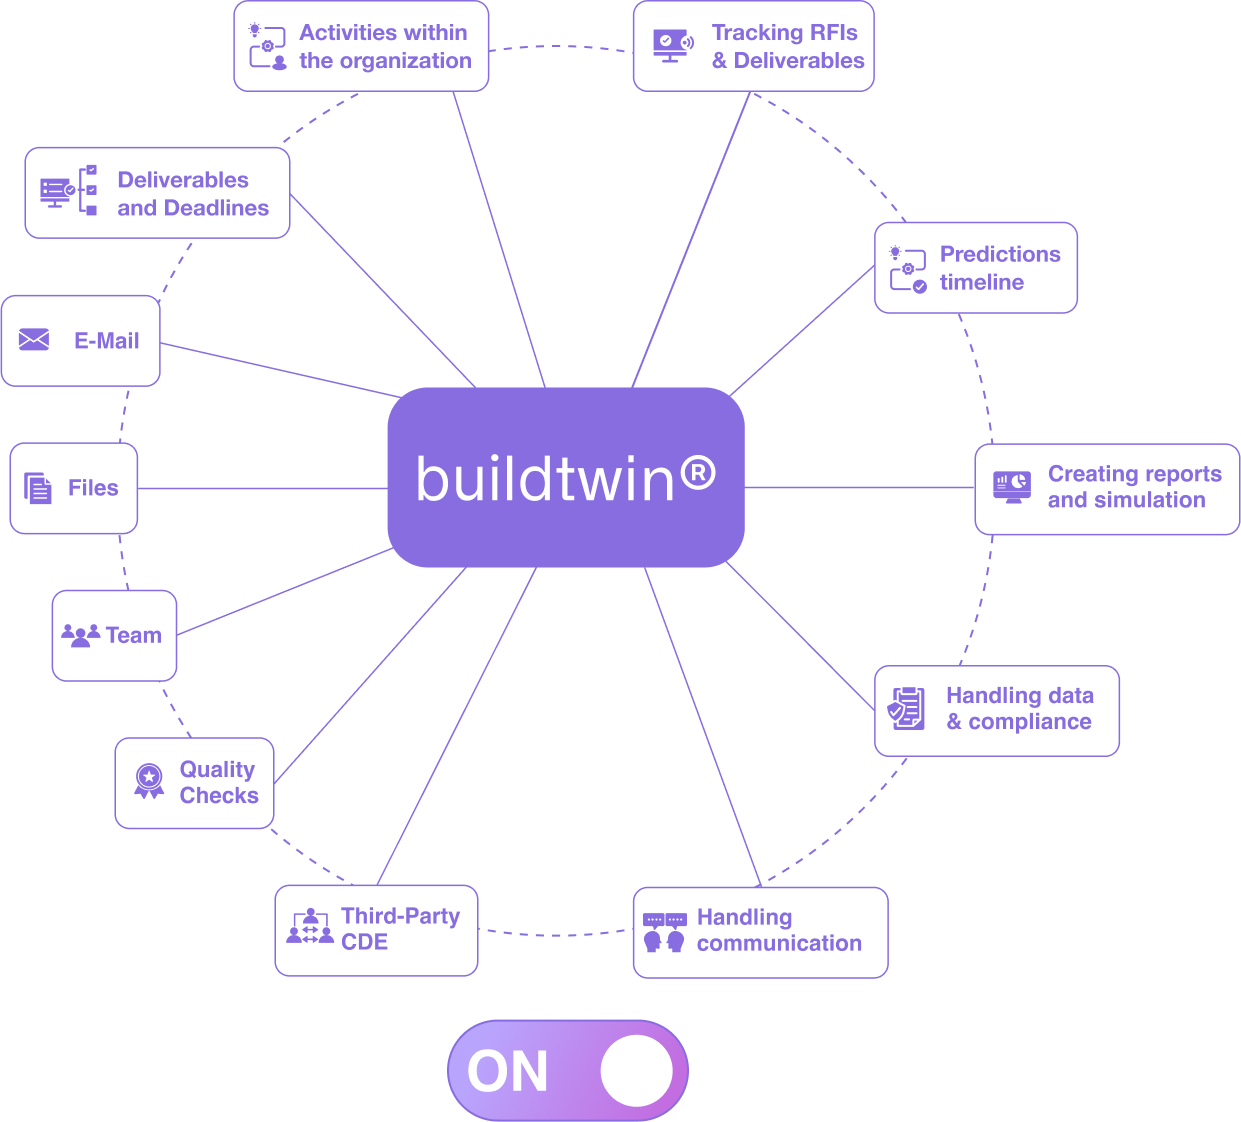 Activities within
the organization
Tracking RFIs
& Deliverables
Deliverables
and Deadlines
Predictions
timeline
E-Mail
buildtwin®
Files
Creating reports
and simulation
Team
Handling data
& compliance
Quality
Checks
Third-Party
CDE
Handling
communication
ON